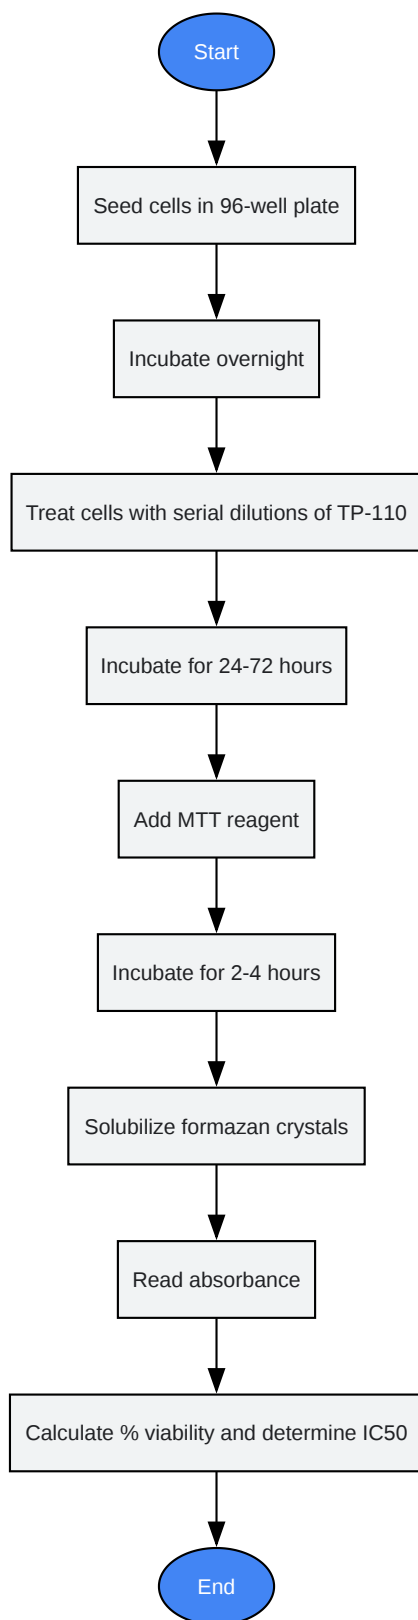 Start
Seed cells in 96-well plate
Incubate overnight
Treat cells with serial dilutions of TP-110
Incubate for 24-72 hours
Add MTT reagent
Incubate for 2-4 hours
Solubilize formazan crystals
Read absorbance
Calculate % viability and determine IC50
End